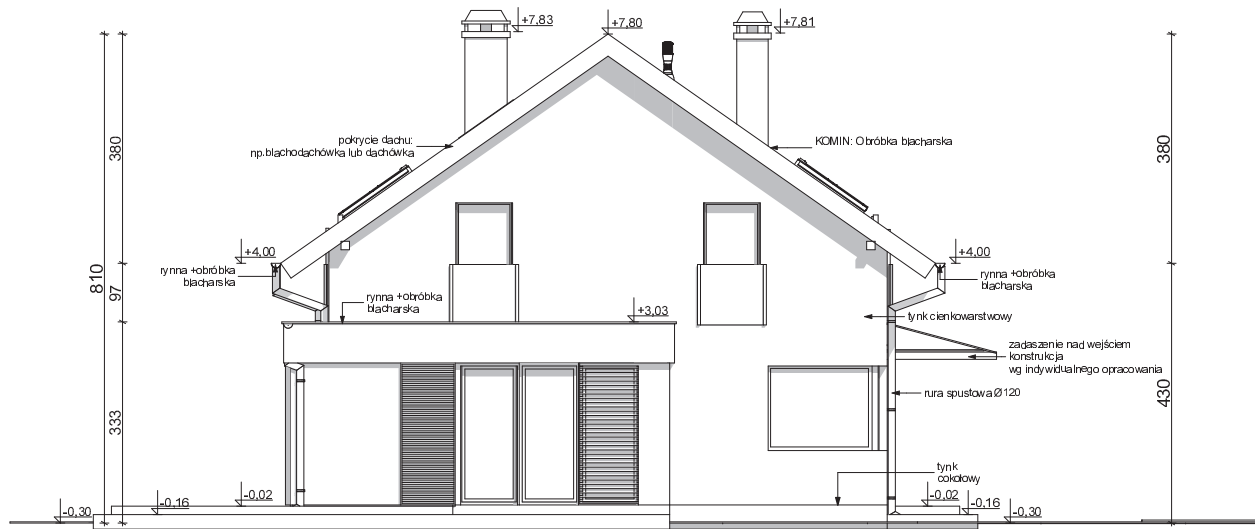 +7,83
+7,80
+7,81
380
380
pokrycie dachu:
np.blachodachówka lub dachówka
KOMIN: Obróbka blacharska
+4,00
+4,00
rynna +obróbka
blacharska
rynna +obróbka
blacharska
810
97
rynna +obróbka
blacharska
+3,03
tynk cienkowarstwowy
zadaszenie nad wejściem
konstrukcja
wg indywidualnego opracowania
rura spustowa Ø120
333
430
tynk
cokołowy
-0,30
-0,16
-0,02
-0,02
-0,16
-0,30